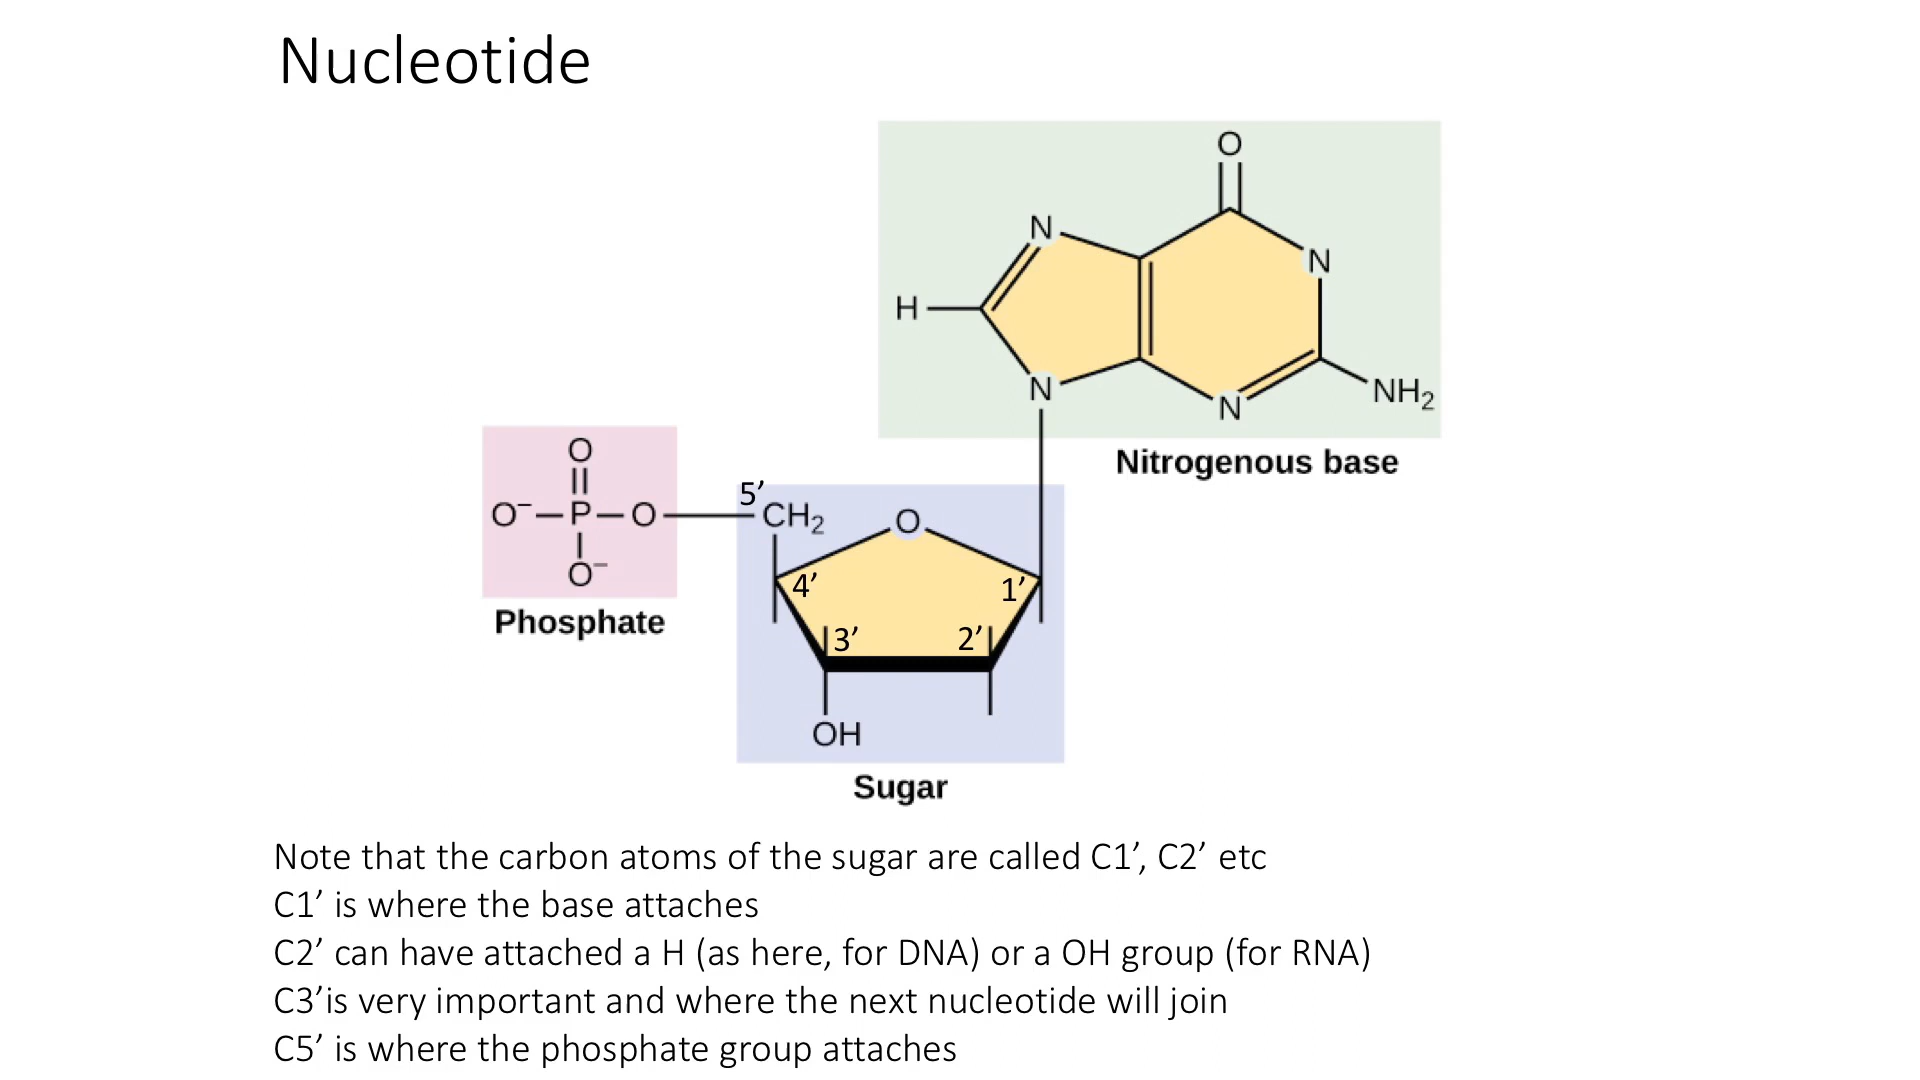 Nucleotide
O
N
N
H
N
N
NH₂
Nitrogenous base
O
O⁻ P O
O⁻
Phosphate
5’
CH₂
O
4’
1’
3’
2’
OH
Sugar
Note that the carbon atoms of the sugar are called C1’, C2’ etc
C1’ is where the base attaches
C2’ can have attached a H (as here, for DNA) or a OH group (for RNA)
C3’is very important and where the next nucleotide will join
C5’ is where the phosphate group attaches